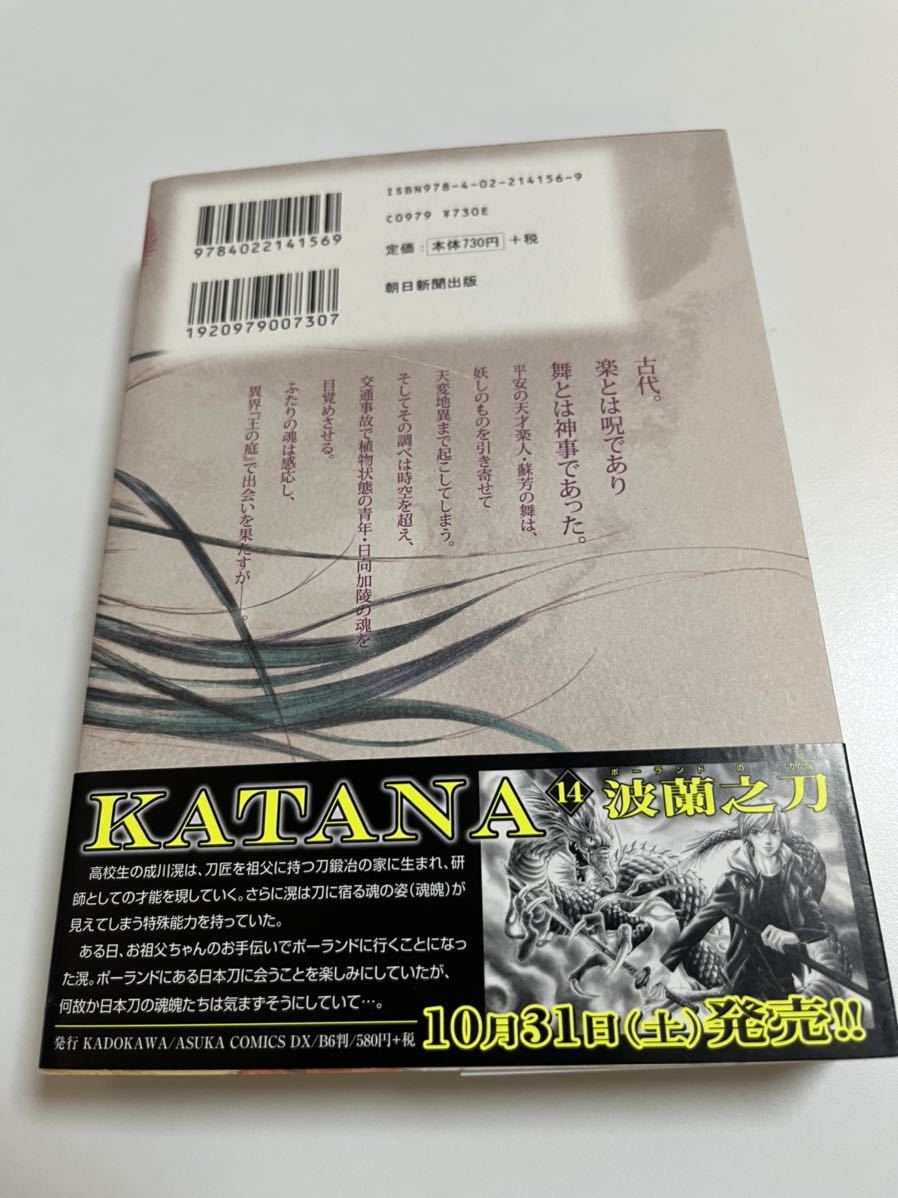 9784022141569
1920979007307
ISBN978-4-02-214156-9
C0979 ¥730E
定価：本体730円＋税
朝日新聞出版
古代。
楽とは呪であり
舞とは神事であった。
平安の天才楽人・蘇芳の舞は、
妖しのものを引き寄せて
天変地異まで起こしてしまう。
そしてその調べは時空を超え、
交通事故で植物状態の青年・日向加陵の魂を
目覚めさせる。
ふたりの魂は感応し、
異界『王の庭』で出会いを果たすが――。
KATANA 14 波蘭之刀
ポーランドの かたな
高校生の成川滉は、刀匠を祖父に持つ刀鍛冶の家に生まれ、研
師としての才能を現していく。さらに滉は刀に宿る魂の姿（魂魄）が
見えてしまう特殊能力を持っていた。
ある日、お祖父ちゃんのお手伝いでポーランドに行くことになっ
た滉。ポーランドにある日本刀に会うことを楽しみにしていたが、
何故か日本刀の魂魄たちは気まずそうにしていて…。
発行 KADOKAWA/ASUKA COMICS DX/B6判/580円+税
10月31日（土）発売!!